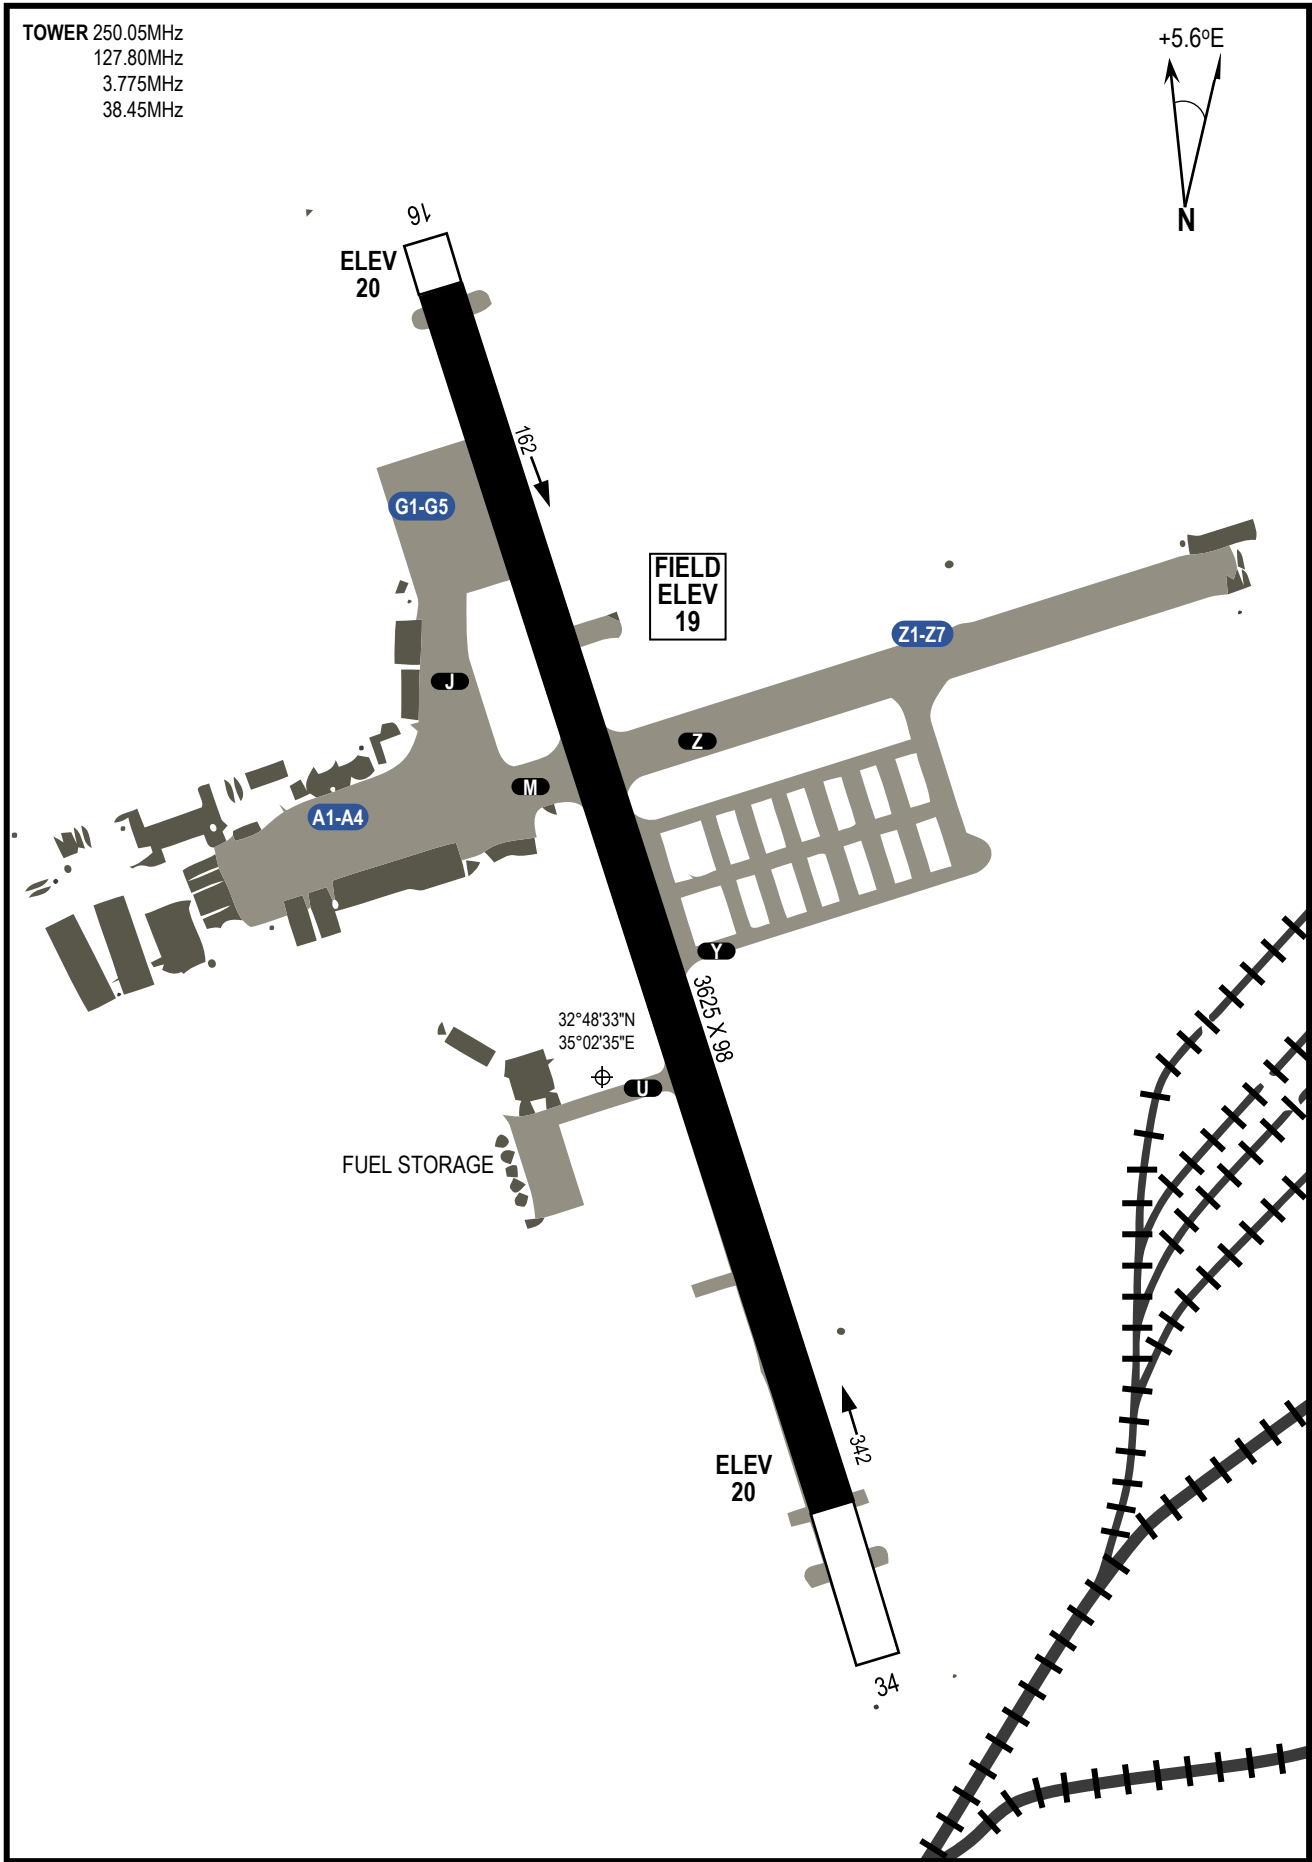 TOWER 250.05MHz
127.80MHz
3.775MHz
38.45MHz
+5.6ºE
N
16
ELEV
20
162
G1-G5
FIELD
ELEV
19
Z1-Z7
J
Z
M
A1-A4
Y
3625 X 98
32°48'33"N
35°02'35"E
U
FUEL STORAGE
342
ELEV
20
34